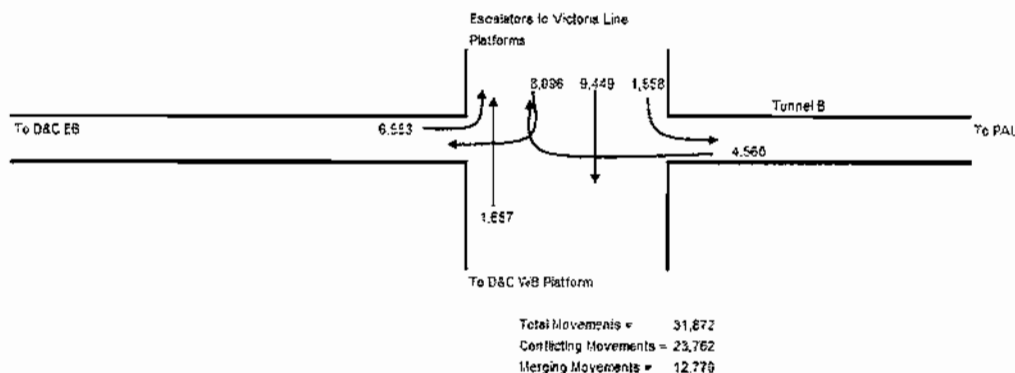 Escalators to Victoria Line
Platforms
8,096 9,449 1,558
Tunnel B
To D&C EB
6,553
To PAL
4,560
1,657
To D&C WB Platform
Total Movements = 31,872
Conflicting Movements = 23,762
Merging Movements = 12,770